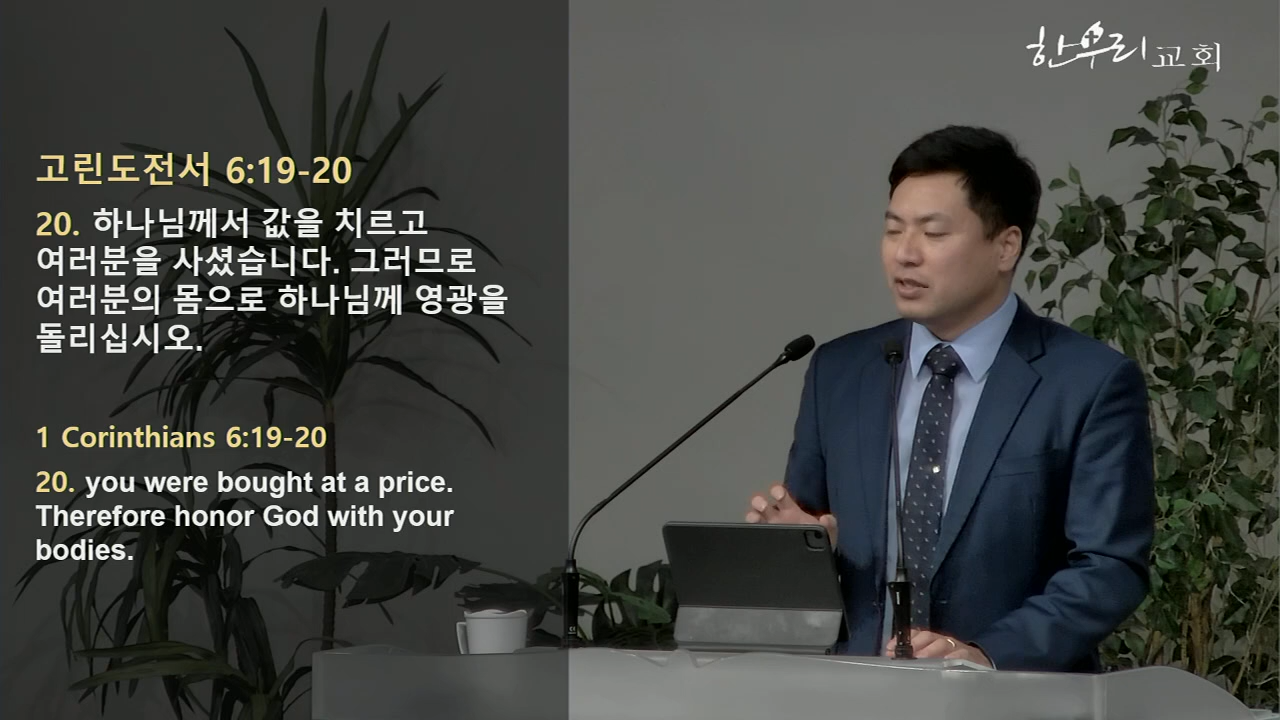 한우리교회
고린도전서 6:19-20
20. 하나님께서 값을 치르고
여러분을 사셨습니다. 그러므로
여러분의 몸으로 하나님께 영광을
돌리십시오.
1 Corinthians 6:19-20
20. you were bought at a price.
Therefore honor God with your
bodies.